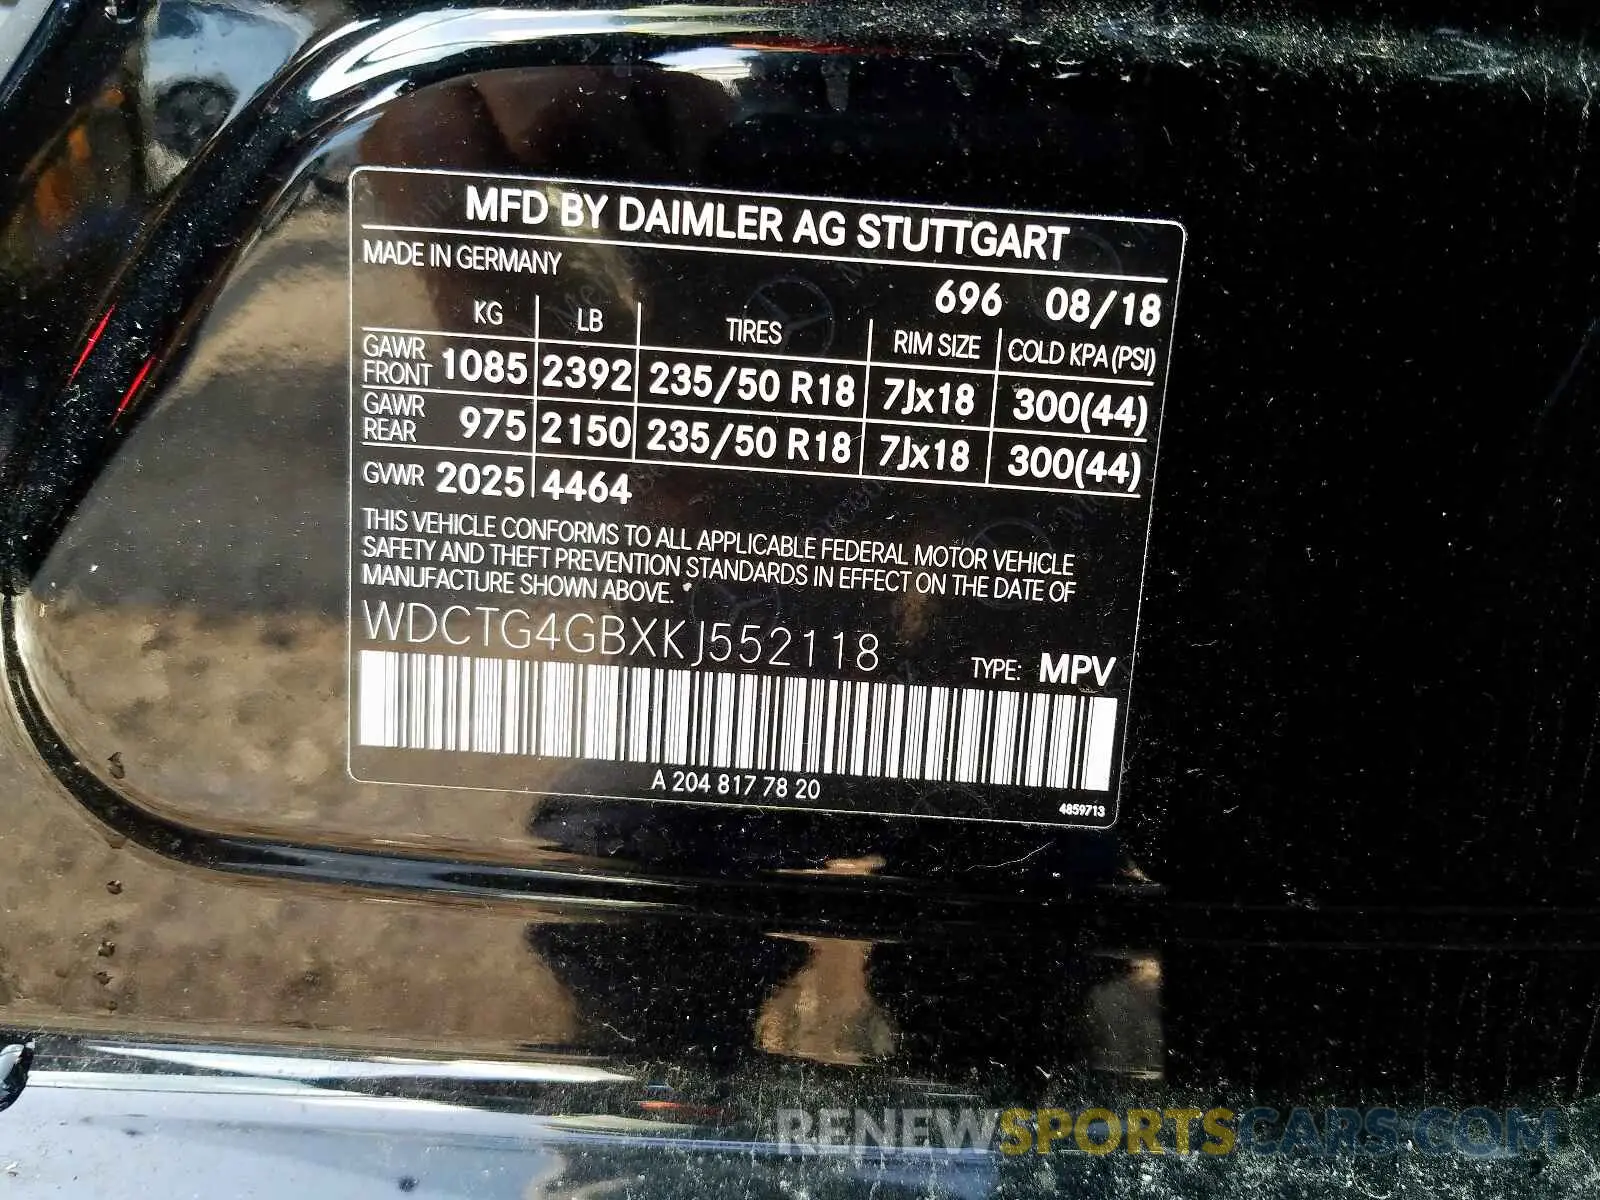 MFD BY DAIMLER AG STUTTGART
MADE IN GERMANY
696 08/18
KG LB TIRES RIM SIZE COLD KPA (PSI)
GAWR FRONT 1085 2392 235/50 R18 7Jx18 300(44)
GAWR REAR 975 2150 235/50 R18 7Jx18 300(44)
GVWR 2025 4464
THIS VEHICLE CONFORMS TO ALL APPLICABLE FEDERAL MOTOR VEHICLE
SAFETY AND THEFT PREVENTION STANDARDS IN EFFECT ON THE DATE OF
MANUFACTURE SHOWN ABOVE.
WDCTG4GBXKJ552118
TYPE: MPV
A 204 817 78 20
4859713
RENEWSPORTSCARS.COM